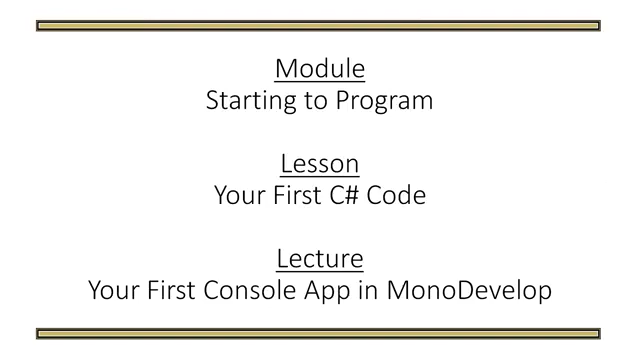 Module
Starting to Program
Lesson
Your First C# Code
Lecture
Your First Console App in MonoDevelop